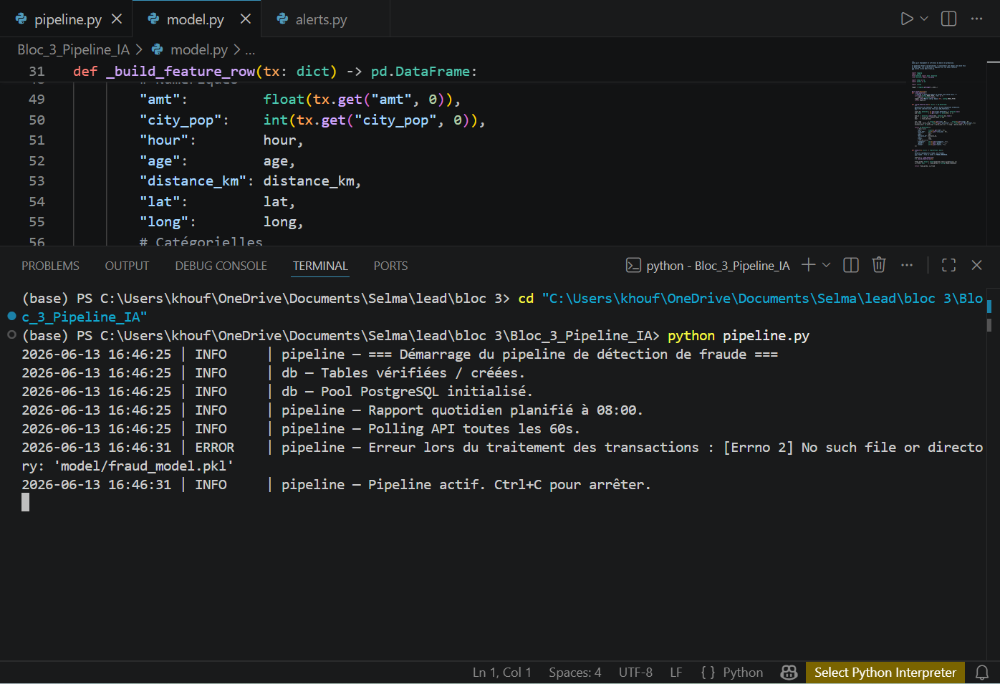 pipeline.py
model.py
alerts.py
Bloc_3_Pipeline_IA > model.py > ...
31 def _build_feature_row(tx: dict) -> pd.DataFrame:
49 "amt": float(tx.get("amt", 0)),
50 "city_pop": int(tx.get("city_pop", 0)),
51 "hour": hour,
52 "age": age,
53 "distance_km": distance_km,
54 "lat": lat,
55 "long": long,
56 # Catégorielles
PROBLEMS OUTPUT DEBUG CONSOLE TERMINAL PORTS
python - Bloc_3_Pipeline_IA
(base) PS C:\Users\khouf\OneDrive\Documents\Selma\lead\bloc 3> cd "C:\Users\khouf\OneDrive\Documents\Selma\lead\bloc 3\Blo
c_3_Pipeline_IA"
(base) PS C:\Users\khouf\OneDrive\Documents\Selma\lead\bloc 3\Bloc_3_Pipeline_IA> python pipeline.py
2026-06-13 16:46:25 | INFO | pipeline — === Démarrage du pipeline de détection de fraude ===
2026-06-13 16:46:25 | INFO | db — Tables vérifiées / créées.
2026-06-13 16:46:25 | INFO | db — Pool PostgreSQL initialisé.
2026-06-13 16:46:25 | INFO | pipeline — Rapport quotidien planifié à 08:00.
2026-06-13 16:46:25 | INFO | pipeline — Polling API toutes les 60s.
2026-06-13 16:46:31 | ERROR | pipeline — Erreur lors du traitement des transactions : [Errno 2] No such file or directo
ry: 'model/fraud_model.pkl'
2026-06-13 16:46:31 | INFO | pipeline — Pipeline actif. Ctrl+C pour arrêter.
Ln 1, Col 1 Spaces: 4 UTF-8 LF { } Python Select Python Interpreter